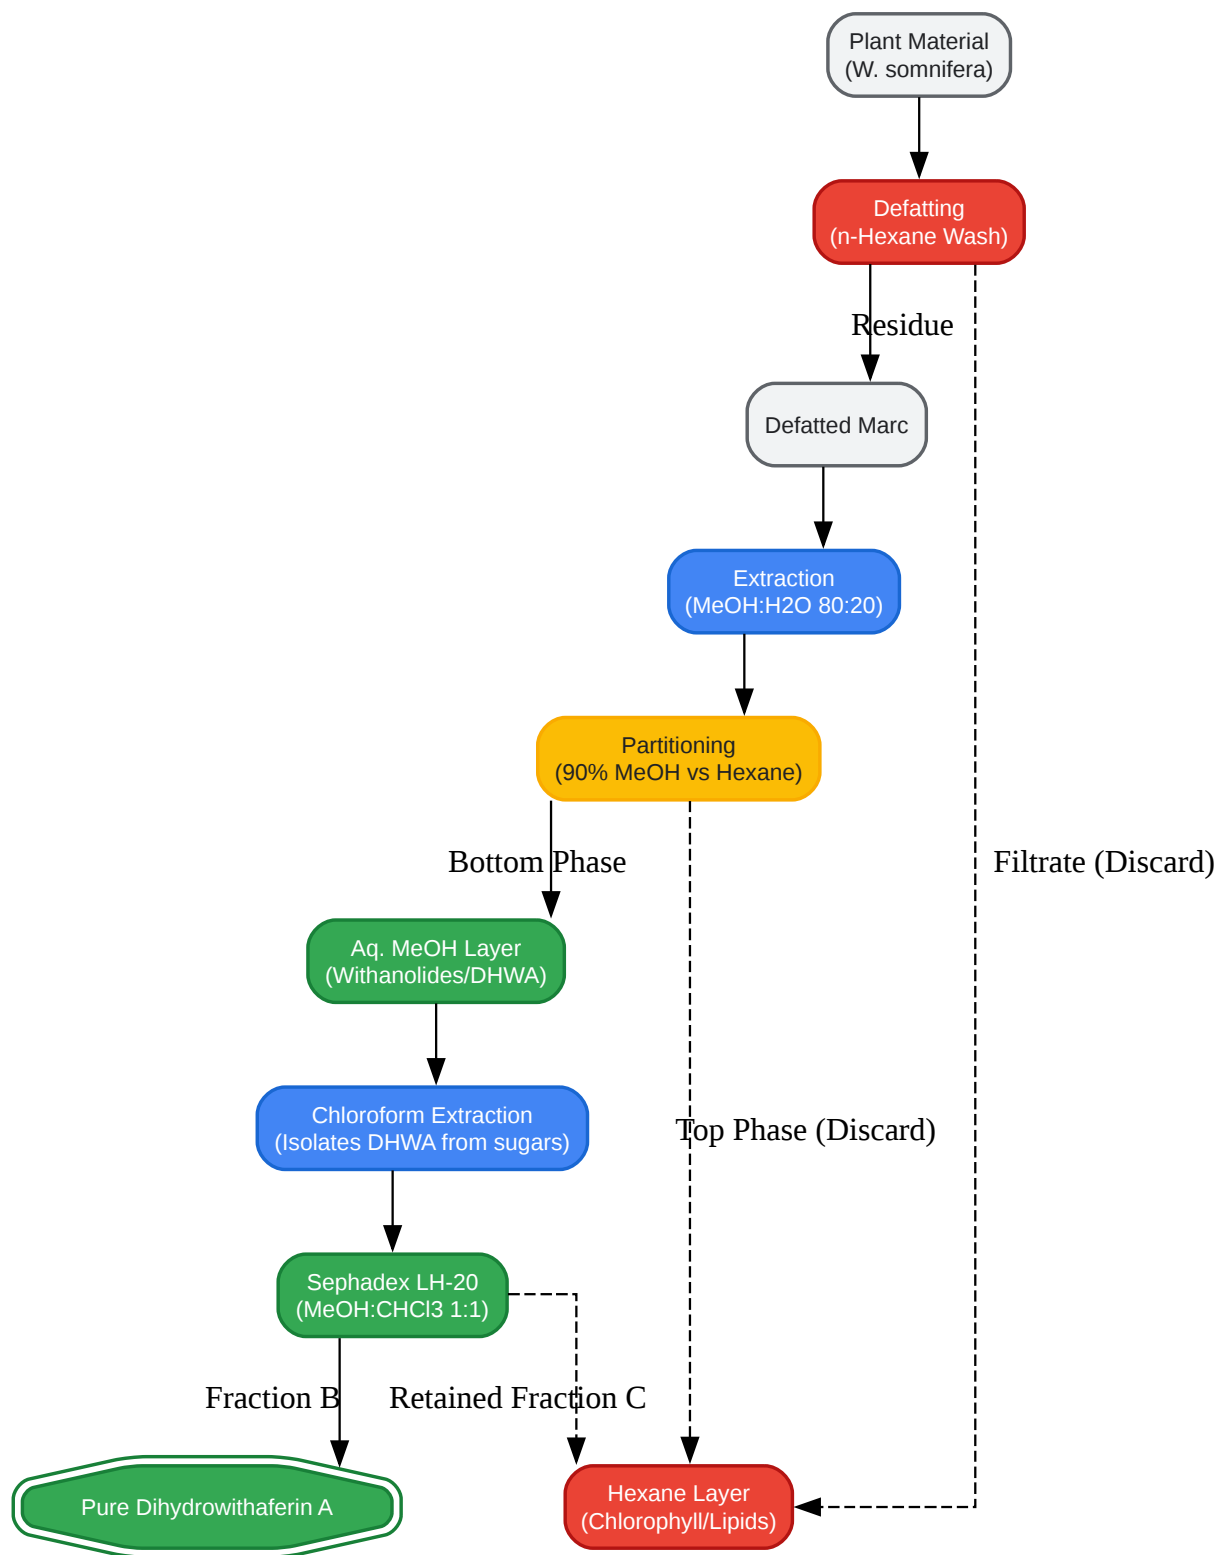 Plant Material
(W. somnifera)
Defatting
(n-Hexane Wash)
Residue
Defatted Marc
Extraction
(MeOH:H2O 80:20)
Partitioning
(90% MeOH vs Hexane)
Bottom Phase
Filtrate (Discard)
Aq. MeOH Layer
(Withanolides/DHWA)
Chloroform Extraction
(Isolates DHWA from sugars)
Top Phase (Discard)
Sephadex LH-20
(MeOH:CHCl3 1:1)
Fraction B
Retained Fraction C
Pure Dihydrowithaferin A
Hexane Layer
(Chlorophyll/Lipids)